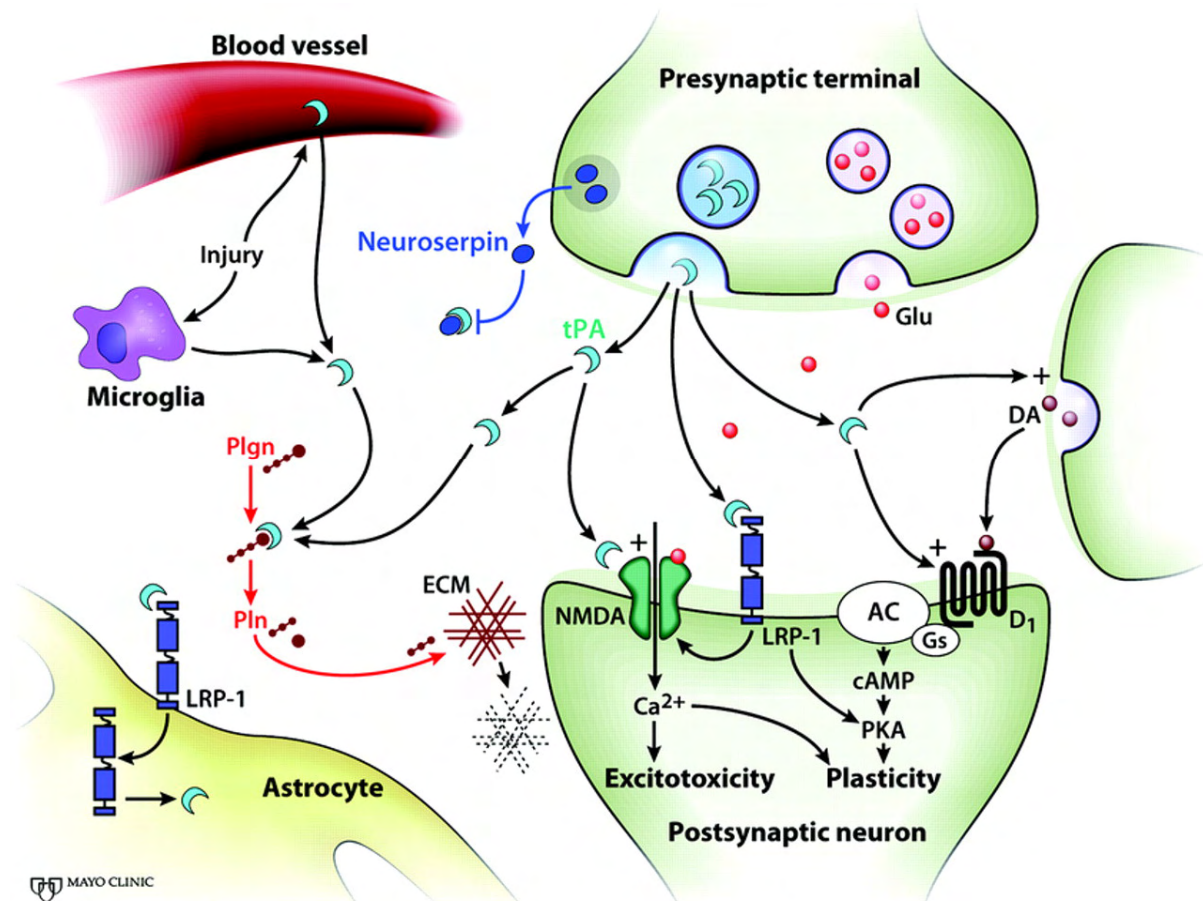 Blood vessel
Presynaptic terminal
Injury
Neuroserpin
Glu
tPA
Microglia
+
DA
Plgn
+
+
ECM
NMDA
LRP-1
AC
Gs
D1
Pln
LRP-1
cAMP
Ca2+
PKA
Astrocyte
Excitotoxicity
Plasticity
Postsynaptic neuron
MAYO CLINIC